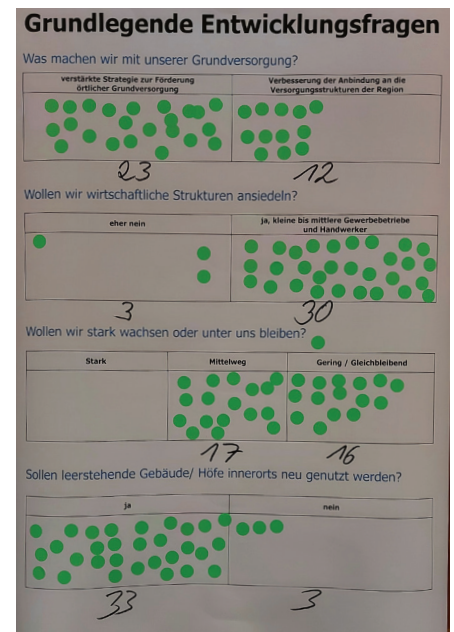 Grundlegende Entwicklungsfragen
Was machen wir mit unserer Grundversorgung?
verstärkte Strategie zur Förderung
örtlicher Grundversorgung
Verbesserung der Anbindung an die
Versorgungsstrukturen der Region
23
12
Wollen wir wirtschaftliche Strukturen ansiedeln?
eher nein
ja, kleine bis mittlere Gewerbebetriebe
und Handwerker
3
30
Wollen wir stark wachsen oder unter uns bleiben?
Stark
Mittelweg
Gering / Gleichbleibend
17
16
Sollen leerstehende Gebäude/ Höfe innerorts neu genutzt werden?
ja
nein
33
3